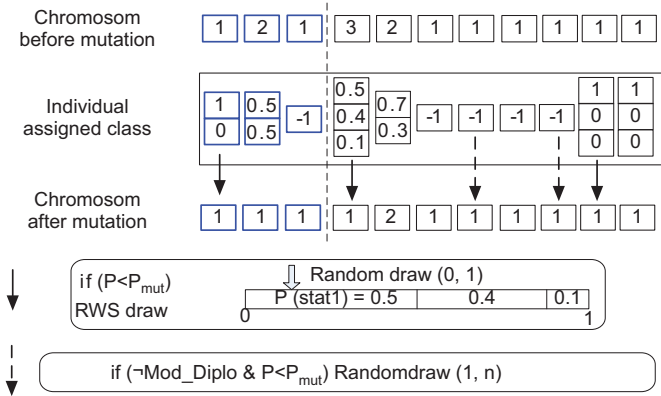 Chromosom before mutation
1 2 1 3 2 1 1 1 1 1 1
Individual assigned class
1 0.5 -1 0.5 0.7 -1 -1 -1 -1 1 1
0 0.5 0.4 0.3 0 0
0.1 0 0
Chromosom after mutation
1 1 1 1 2 1 1 1 1 1 1
if (P<Pmut)
RWS draw
Random draw (0, 1)
P (stat1) = 0.5 0.4 0.1
0 1
if (¬Mod_Diplo & P<Pmut) Randomdraw (1, n)